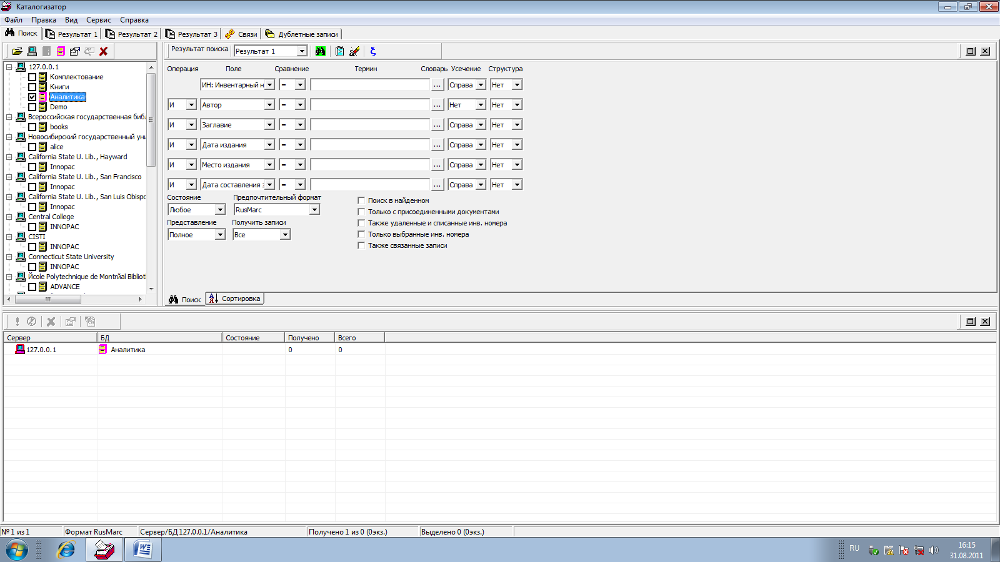 Каталогизатор
Файл Правка Вид Сервис Справка
Поиск Результат 1 Результат 2 Результат 3 Связи Дублетные записи
Результат поиска Результат 1
127.0.0.1
Комплектование
Книги
Аналитика
Demo
Всероссийская государственная биб
books
Новосибирский государственный уни
alice
California State U. Lib., Hayward
Innopac
California State U. Lib., San Francisco
Innopac
California State U. Lib., San Luis Obispo
Innopac
Central College
INNOPAC
CISTI
INNOPAC
Connecticut State University
INNOPAC
Йcole Polytechnique de Montrйal Bibliot
ADVANCE
Операция Поле Сравнение Термин Словарь Усечение Структура
ИН: Инвентарный н = ... Справа Нет
И Автор = ... Нет Нет
И Заглавие = ... Справа Нет
И Дата издания = ... Справа Нет
И Место издания = ... Справа Нет
И Дата составления з = ... Справа Нет
Состояние Предпочтительный формат
Любое RusMarc
Представление Получить записи
Полное Все
Поиск в найденном
Только с присоединенными документами
Также удаленные и списанные инв. номера
Только выбранные инв. номера
Также связанные записи
Поиск Сортировка
Сервер БД Состояние Получено Всего
127.0.0.1 Аналитика 0 0
№ 1 из 1 Формат RusMarc Сервер/БД 127.0.0.1/Аналитика Получено 1 из 0 (0экз.) Выделено 0 (0экз.)
RU 16:15
31.08.2011